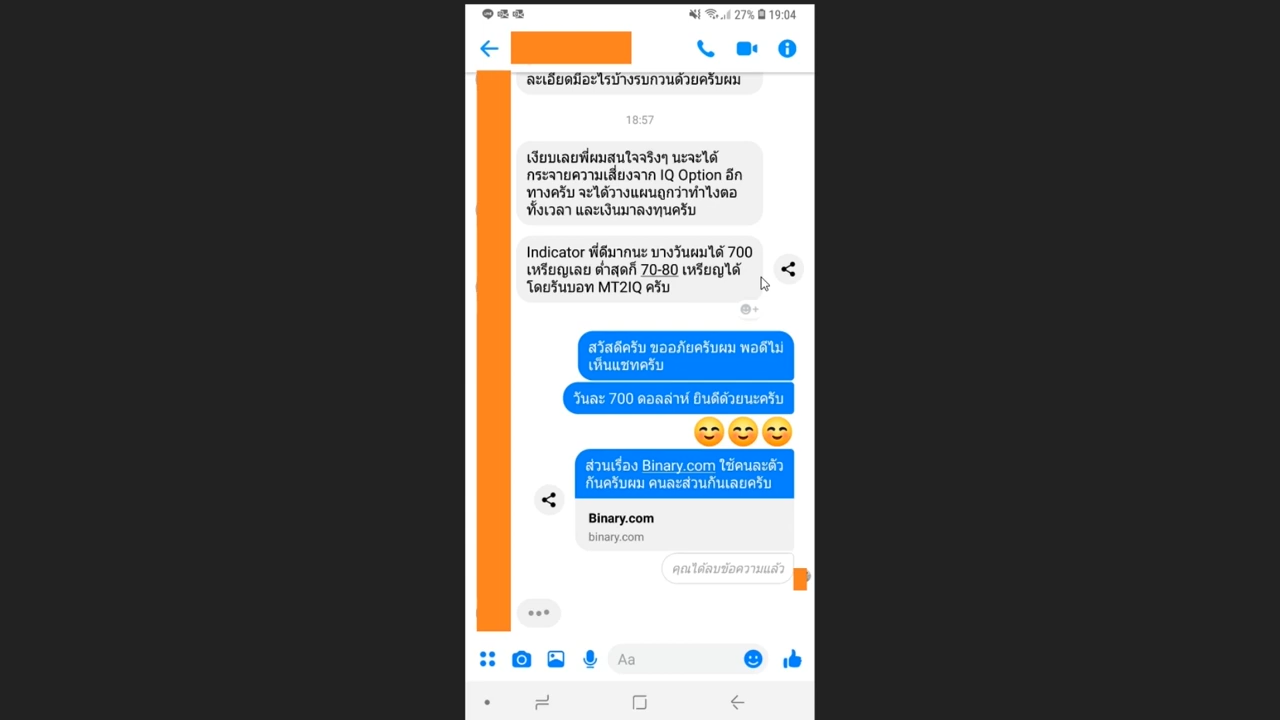 27% 19:04
ละเอียดมีอะไรบ้างรบกวนด้วยครับผม
18:57
เงียบเลยพี่ผมสนใจจริงๆ นะจะได้
กระจายความเสี่ยงจาก IQ Option อีก
ทางครับ จะได้วางแผนถูกว่าทำไงตอ
ทั้งเวลา และเงินมาลงทุนครับ
Indicator พี่ดีมากนะ บางวันผมได้ 700
เหรียญเลย ต่ำสุดก็ 70-80 เหรียญได้
โดยรันบอท MT2IQ ครับ
สวัสดีครับ ขออภัยครับผม พอดีไม่
เห็นแชทครับ
วันละ 700 ดอลล่าห์ ยินดีด้วยนะครับ
ส่วนเรื่อง Binary.com ใช้คนละตัว
กันครับผม คนละส่วนกันเลยครับ
Binary.com
binary.com
คุณได้ลบข้อความแล้ว
Aa